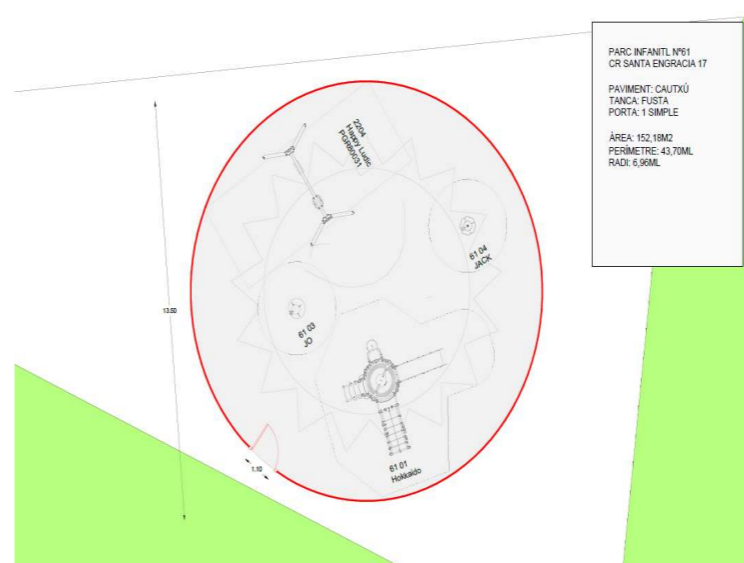 PARC INFANITL Nº61
CR SANTA ENGRACIA 17
PAVIMENT: CAUTXÚ
TANCA: FUSTA
PORTA: 1 SIMPLE
ÀREA: 152,18M2
PERÍMETRE: 43,70ML
RADI: 6,96ML
2204
Happy Ludic
PGR80031
61 04
JACK
13.50
61 03
JO
1.10
61 01
Hokkaido